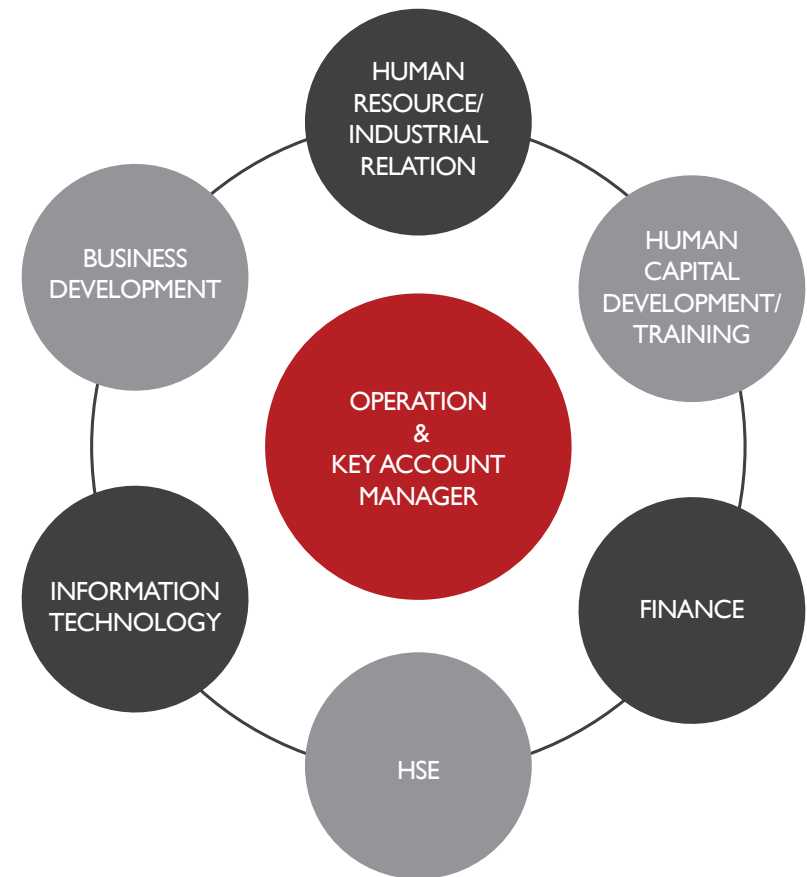 HUMAN
RESOURCE/
INDUSTRIAL
RELATION
HUMAN
CAPITAL
DEVELOPMENT/
TRAINING
BUSINESS
DEVELOPMENT
OPERATION
&
KEY ACCOUNT
MANAGER
INFORMATION
TECHNOLOGY
FINANCE
HSE